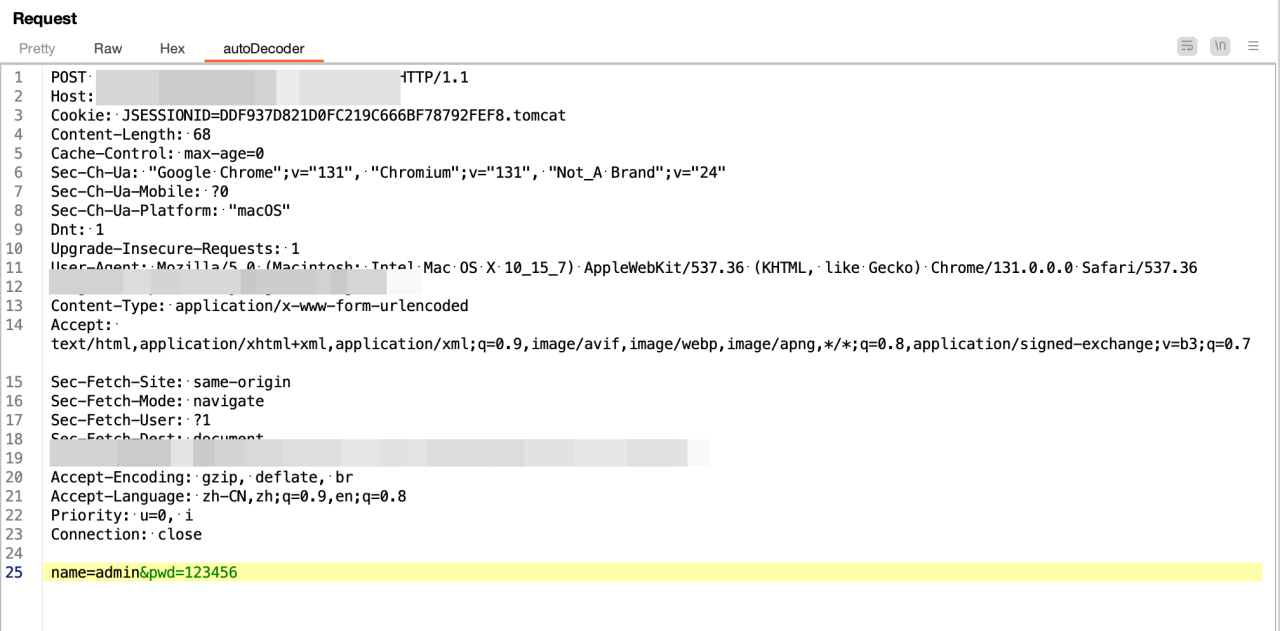 Request
Pretty Raw Hex autoDecoder \n
1 POST HTTP/1.1
2 Host:
3 Cookie: JSESSIONID=DDF937D821D0FC219C666BF78792FEF8.tomcat
4 Content-Length: 68
5 Cache-Control: max-age=0
6 Sec-Ch-Ua: "Google Chrome";v="131", "Chromium";v="131", "Not_A Brand";v="24"
7 Sec-Ch-Ua-Mobile: ?0
8 Sec-Ch-Ua-Platform: "macOS"
9 Dnt: 1
10 Upgrade-Insecure-Requests: 1
11 User-Agent: Mozilla/5.0 (Macintosh; Intel Mac OS X 10_15_7) AppleWebKit/537.36 (KHTML, like Gecko) Chrome/131.0.0.0 Safari/537.36
12
13 Content-Type: application/x-www-form-urlencoded
14 Accept:
text/html,application/xhtml+xml,application/xml;q=0.9,image/avif,image/webp,image/apng,*/*;q=0.8,application/signed-exchange;v=b3;q=0.7
15 Sec-Fetch-Site: same-origin
16 Sec-Fetch-Mode: navigate
17 Sec-Fetch-User: ?1
18 Sec-Fetch-Dest: document
19
20 Accept-Encoding: gzip, deflate, br
21 Accept-Language: zh-CN,zh;q=0.9,en;q=0.8
22 Priority: u=0, i
23 Connection: close
24
25 name=admin&pwd=123456